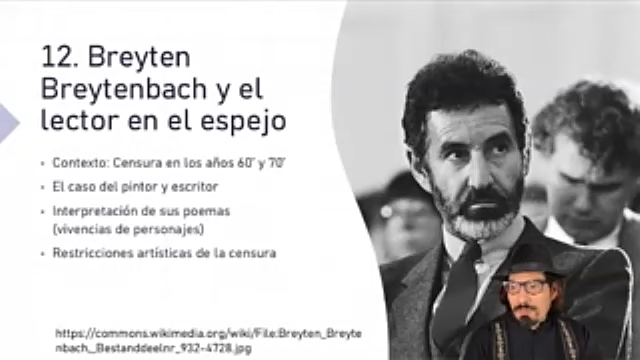 12. Breyten
Breytenbach y el
lector en el espejo
• Contexto: Censura en los años 60' y 70'
• El caso del pintor y escritor
• Interpretación de sus poemas
(vivencias de personajes)
• Restricciones artísticas de la censura
https://commons.wikimedia.org/wiki/File:Breyten_Breyte
nbach,_Bestanddeelnr_932-4728.jpg